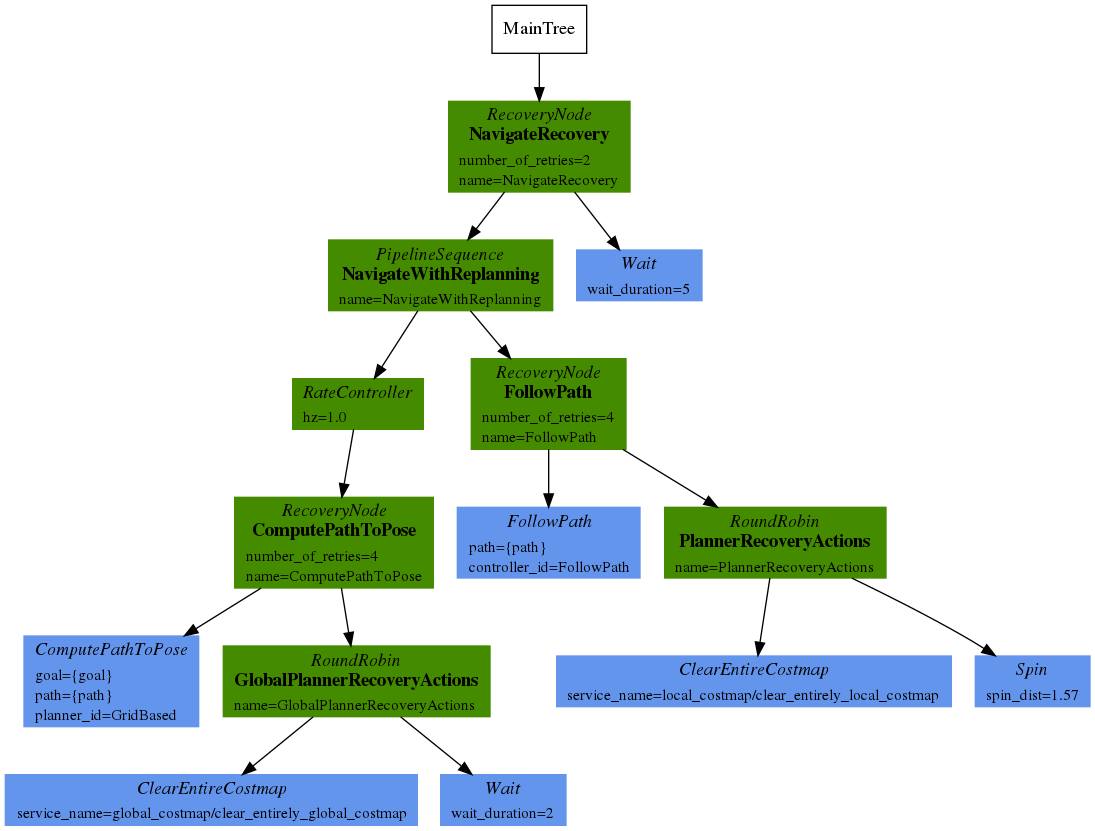 MainTree
RecoveryNode
NavigateRecovery
number_of_retries=2
name=NavigateRecovery
PipelineSequence
NavigateWithReplanning
name=NavigateWithReplanning
Wait
wait_duration=5
RateController
hz=1.0
RecoveryNode
FollowPath
number_of_retries=4
name=FollowPath
RecoveryNode
ComputePathToPose
number_of_retries=4
name=ComputePathToPose
FollowPath
path={path}
controller_id=FollowPath
RoundRobin
PlannerRecoveryActions
name=PlannerRecoveryActions
ComputePathToPose
goal={goal}
path={path}
planner_id=GridBased
RoundRobin
GlobalPlannerRecoveryActions
name=GlobalPlannerRecoveryActions
ClearEntireCostmap
service_name=local_costmap/clear_entirely_local_costmap
Spin
spin_dist=1.57
ClearEntireCostmap
service_name=global_costmap/clear_entirely_global_costmap
Wait
wait_duration=2